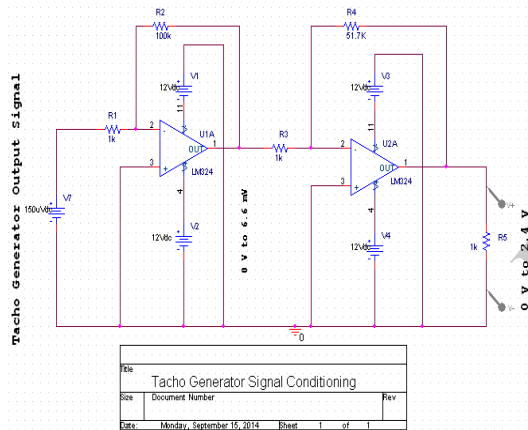 Tacho Generator Output Signal
R2
100k
R4
51.7K
V1
12Vdc
V3
12Vdc
R1
1k
2
3
11
4
U1A
OUT
1
LM324
R3
1k
2
3
11
4
U2A
OUT
1
LM324
V7
150uVdc
V2
12Vdc
V4
12Vdc
0 V to 6.6 mV
R5
1k
V+
V-
0 V to 2.4 V
0
Title
Tacho Generator Signal Conditioning
Size Document Number Rev
Date: Monday, September 15, 2014 Sheet 1 of 1